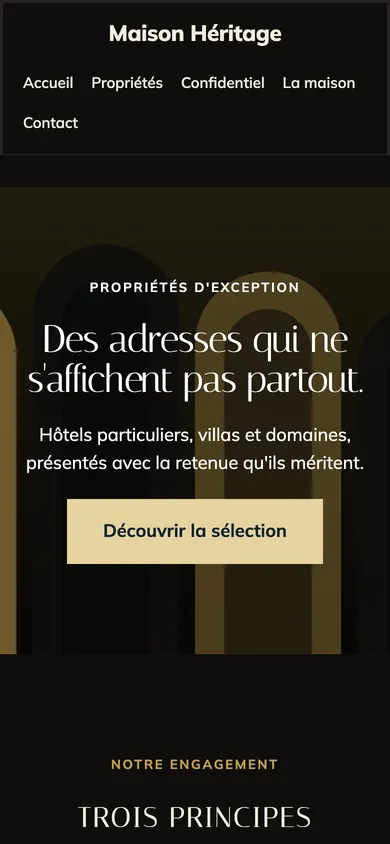 Maison Héritage
Accueil Propriétés Confidentiel La maison
Contact
PROPRIÉTÉS D'EXCEPTION
Des adresses qui ne
s'affichent pas partout.
Hôtels particuliers, villas et domaines,
présentés avec la retenue qu'ils méritent.
Découvrir la sélection
NOTRE ENGAGEMENT
TROIS PRINCIPES